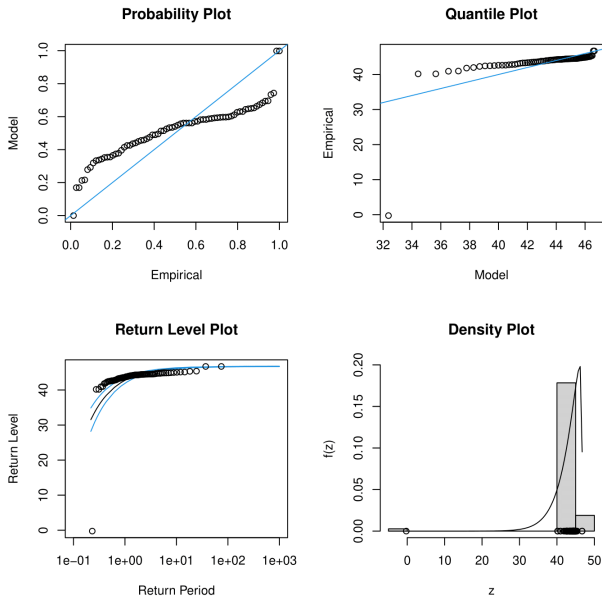 Probability Plot
Model
0.0 0.2 0.4 0.6 0.8 1.0
0.0 0.2 0.4 0.6 0.8 1.0
Empirical
Quantile Plot
Empirical
0 10 20 30 40
32 34 36 38 40 42 44 46
Model
Return Level Plot
Return Level
0 10 20 30 40
1e−01 1e+00 1e+01 1e+02 1e+03
Return Period
Density Plot
f(z)
0.00 0.05 0.10 0.15 0.20
0 10 20 30 40 50
z